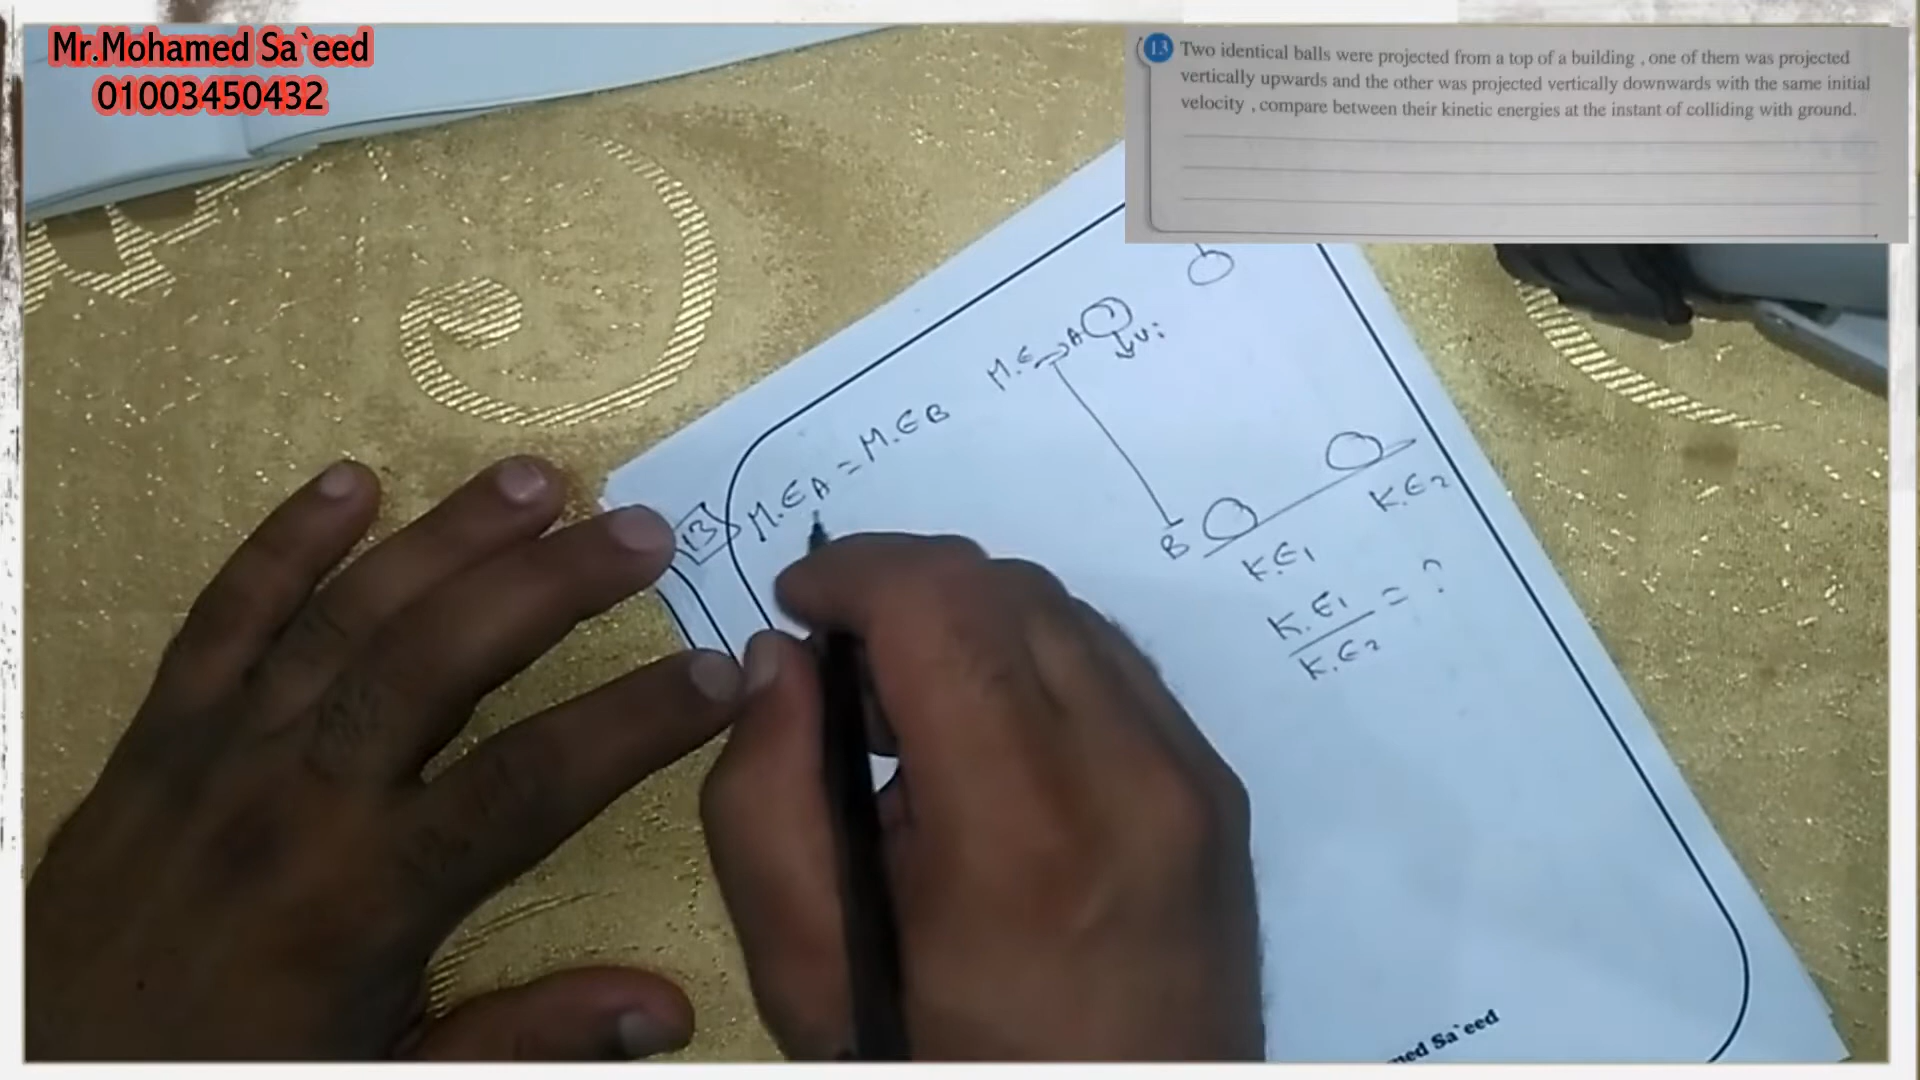 Mr.Mohamed Sa`eed
01003450432
13 Two identical balls were projected from a top of a building , one of them was projected
vertically upwards and the other was projected vertically downwards with the same initial
velocity , compare between their kinetic energies at the instant of colliding with ground.
M.E A vi
13 M.E A = M.E B
B
K.E1
K.E2
K.E1
K.E2
= ?
med Sa`eed